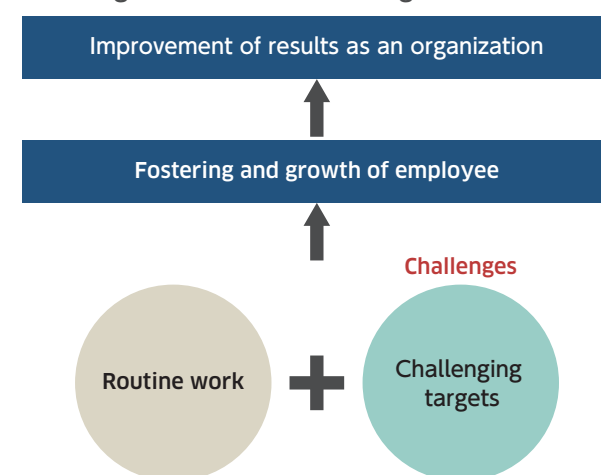 Improvement of results as an organization
Fostering and growth of employee
Challenges
Routine work
Challenging
targets